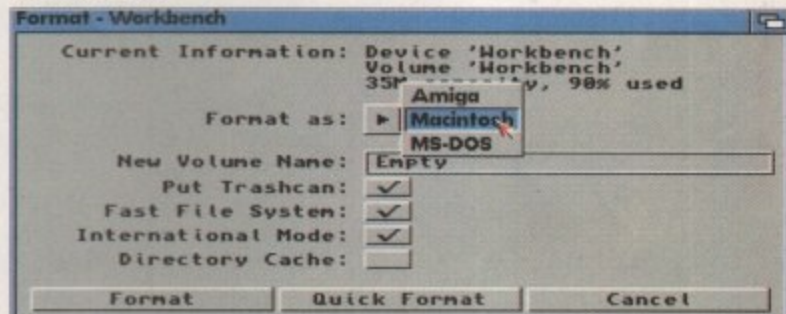 Format - Workbench
Current Information: Device 'Workbench'
Volume 'Workbench'
35M capacity, 90% used
Format as:
Amiga
Macintosh
MS-DOS
New Volume Name: Empty
Put Trashcan:
Fast File System:
International Mode:
Directory Cache:
Format Quick Format Cancel